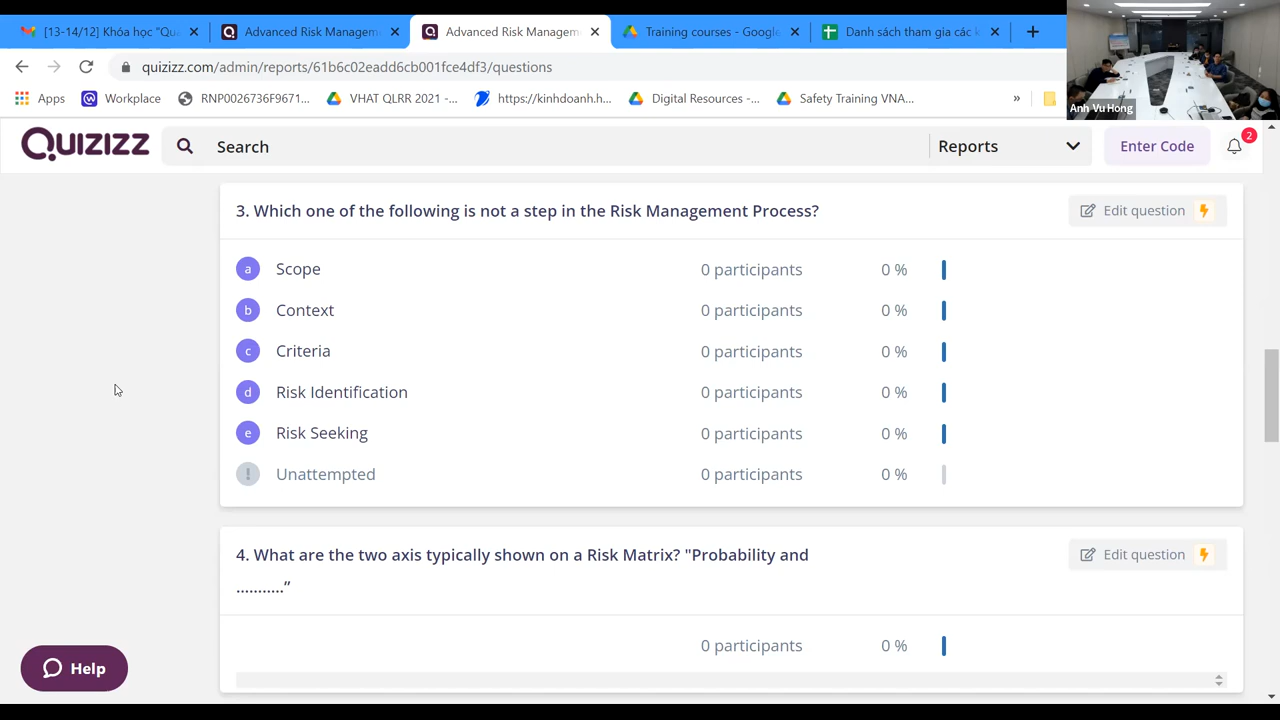 [13-14/12] Khóa học "Qu
Advanced Risk Managem
Advanced Risk Managem
Training courses - Google
Danh sách tham gia các k
quizizz.com/admin/reports/61b6c02eadd6cb001fce4df3/questions
Apps
Workplace
RNP0026736F9671...
VHAT QLRR 2021 -...
https://kinhdoanh.h...
Digital Resources -...
Safety Training VNA...
»
Anh Vu Hong
QUIZIZZ
Search
Reports
Enter Code
2
3. Which one of the following is not a step in the Risk Management Process?
Edit question
a Scope 0 participants 0 %
b Context 0 participants 0 %
c Criteria 0 participants 0 %
d Risk Identification 0 participants 0 %
e Risk Seeking 0 participants 0 %
! Unattempted 0 participants 0 %
4. What are the two axis typically shown on a Risk Matrix? "Probability and
...........”
Edit question
0 participants 0 %
Help